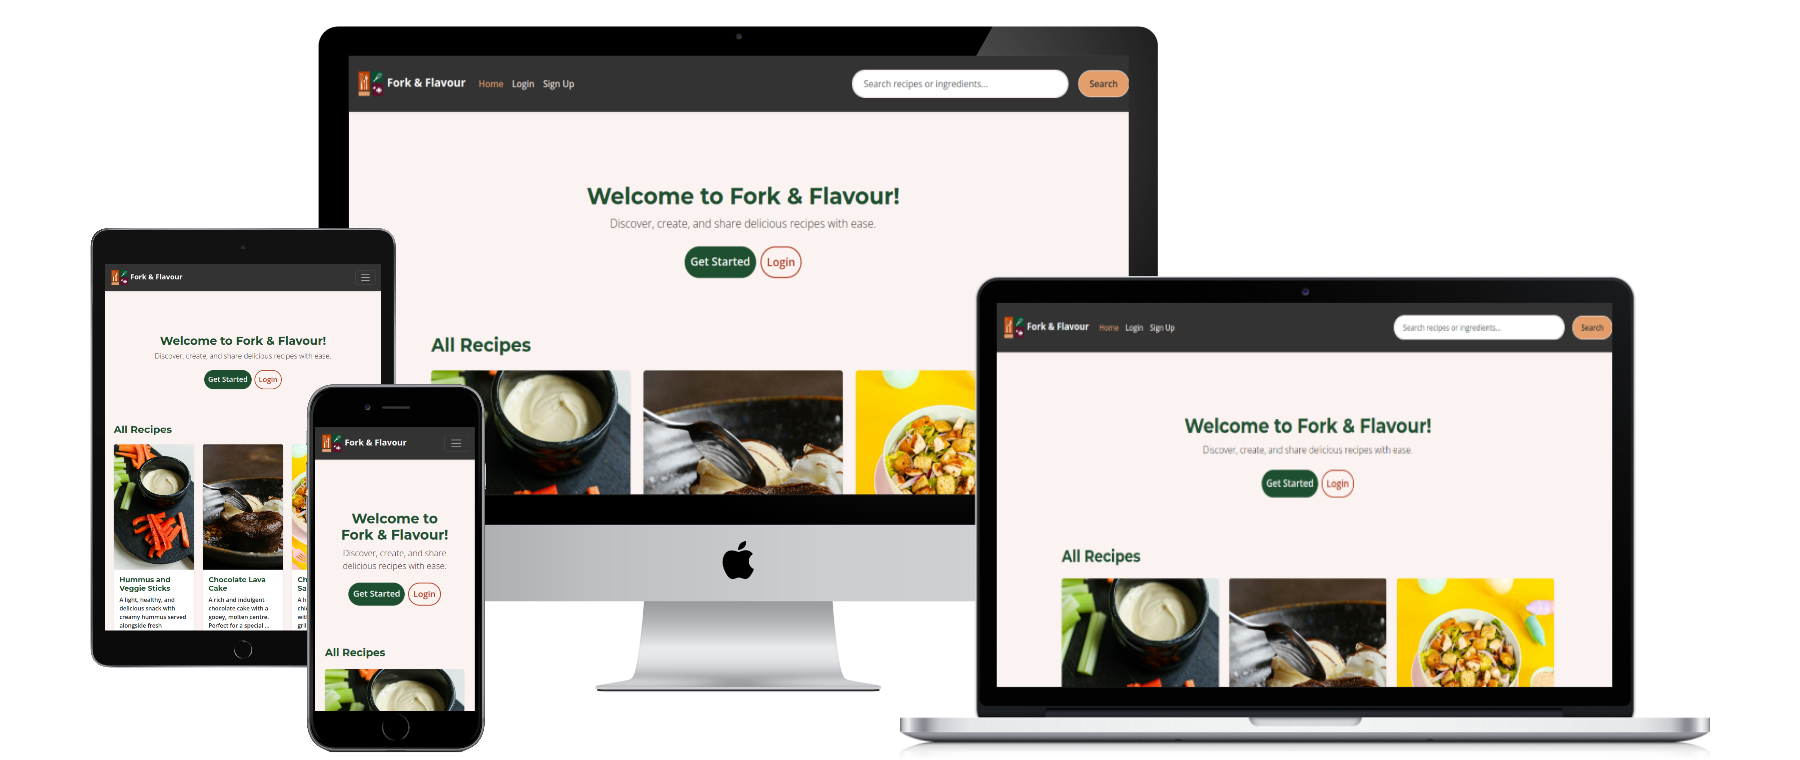 Fork & Flavour Home Login Sign Up Search recipes or ingredients... Search
Welcome to Fork & Flavour!
Discover, create, and share delicious recipes with ease.
Get Started Login
All Recipes
Fork & Flavour
Welcome to Fork & Flavour!
Discover, create, and share delicious recipes with ease.
Get Started Login
All Recipes
Hummus and
Veggie Sticks
A light, healthy, and
delicious snack with
creamy hummus served
alongside fresh
Chocolate Lava
Cake
A rich and indulgent
chocolate cake with a
gooey, molten centre.
Perfect for a special ...
Ch
Sa
A h
chi
wit
gril
Fork & Flavour
Welcome to
Fork & Flavour!
Discover, create, and share
delicious recipes with ease.
Get Started Login
All Recipes
Fork & Flavour Home Login Sign Up Search recipes or ingredients... Search
Welcome to Fork & Flavour!
Discover, create, and share delicious recipes with ease.
Get Started Login
All Recipes